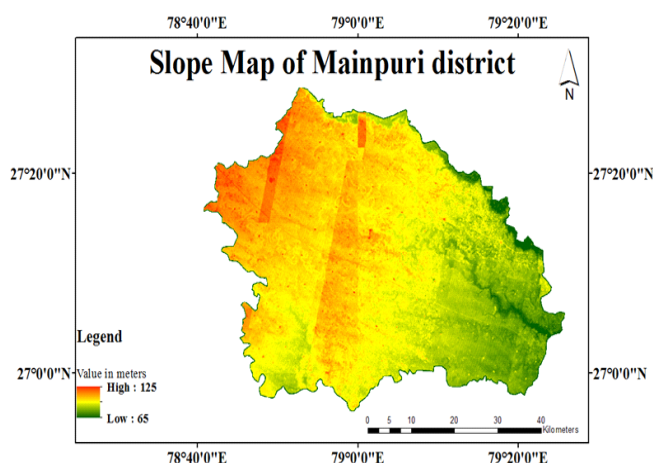 78°40'0"E 79°0'0"E 79°20'0"E
Slope Map of Mainpuri district
N
27°20'0"N 27°20'0"N
Legend
Value in meters
High : 125
Low : 65
27°0'0"N 27°0'0"N
0 5 10 20 30 40
Kilometers
78°40'0"E 79°0'0"E 79°20'0"E